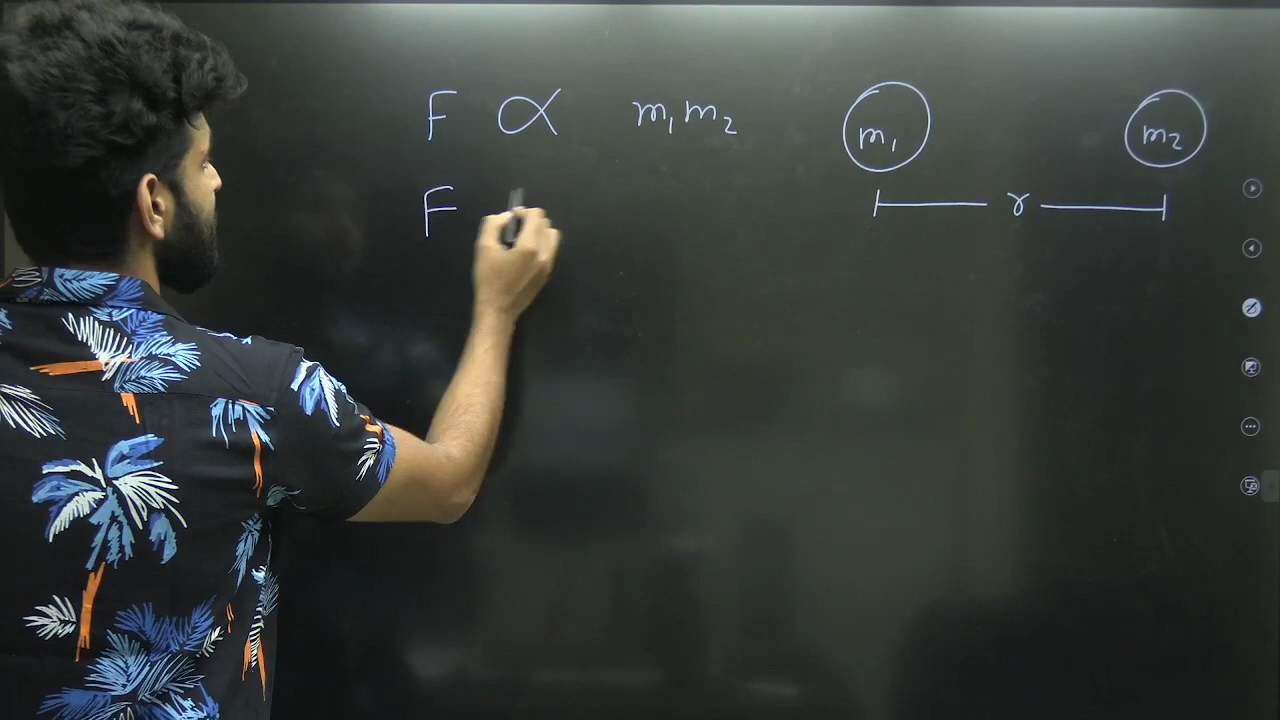 F ∝ m₁m₂
m₁
m₂
F
r